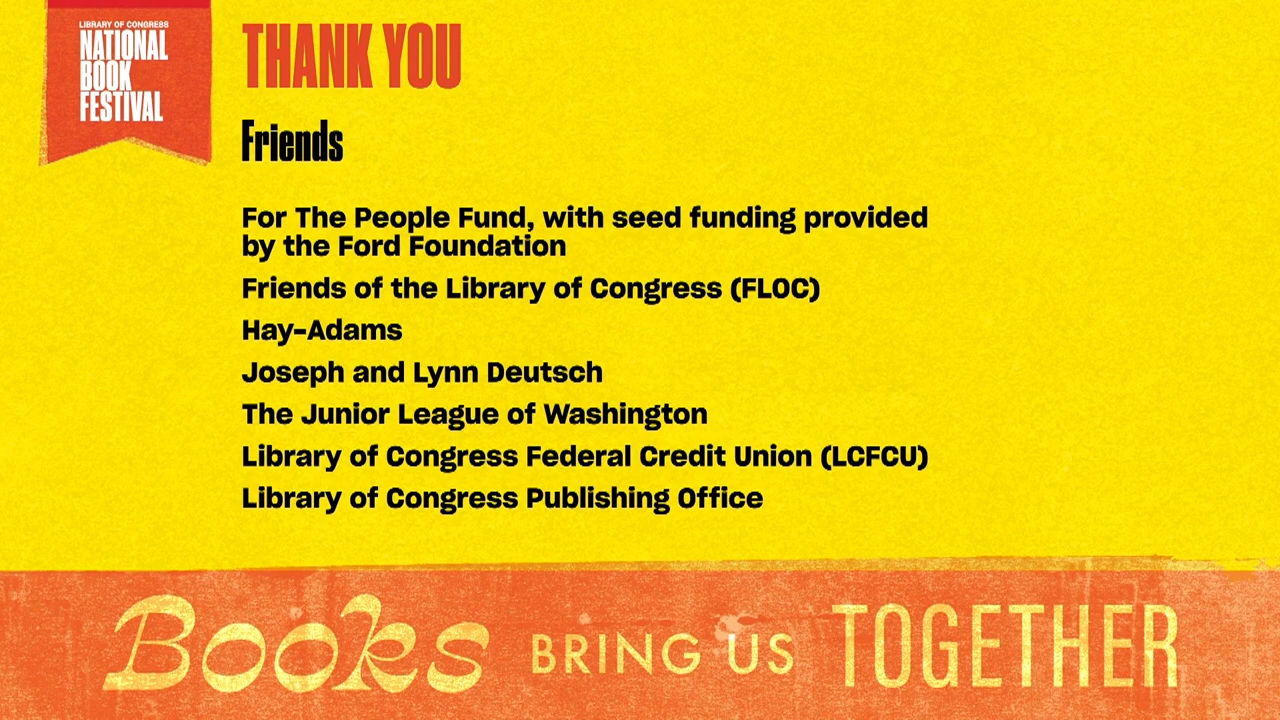 LIBRARY OF CONGRESS
NATIONAL
BOOK
FESTIVAL
THANK YOU
Friends
For The People Fund, with seed funding provided
by the Ford Foundation
Friends of the Library of Congress (FLOC)
Hay-Adams
Joseph and Lynn Deutsch
The Junior League of Washington
Library of Congress Federal Credit Union (LCFCU)
Library of Congress Publishing Office
Books BRING US TOGETHER